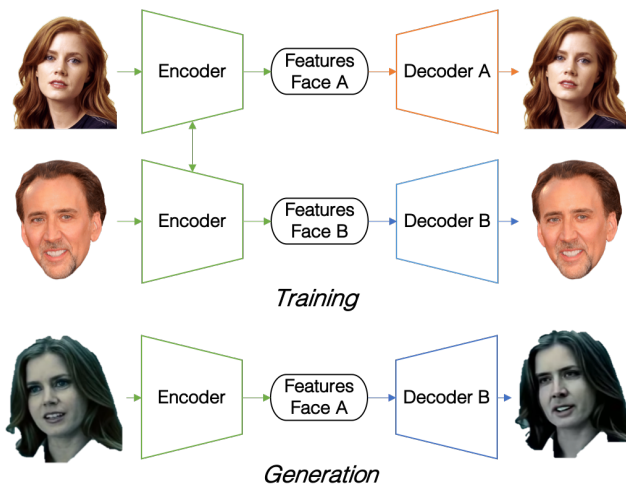 Encoder
Features
Face A
Decoder A
Encoder
Features
Face B
Decoder B
Training
Encoder
Features
Face A
Decoder B
Generation